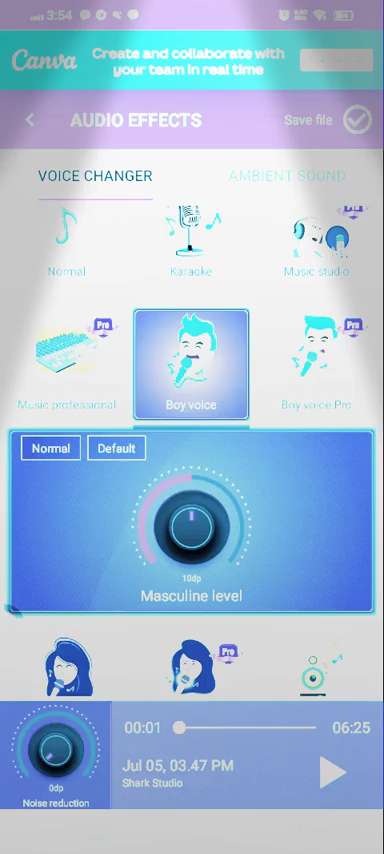 3:54
Canva
Create and collaborate with
your team in real time
AUDIO EFFECTS
Save file
VOICE CHANGER
AMBIENT SOUND
Normal
Karaoke
Music studio
Pro
Music professional
Boy voice
Pro
Boy voice Pro
Normal
Default
10dp
Masculine level
Pro
00:01
06:25
Jul 05, 03.47 PM
Shark Studio
0dp
Noise reduction